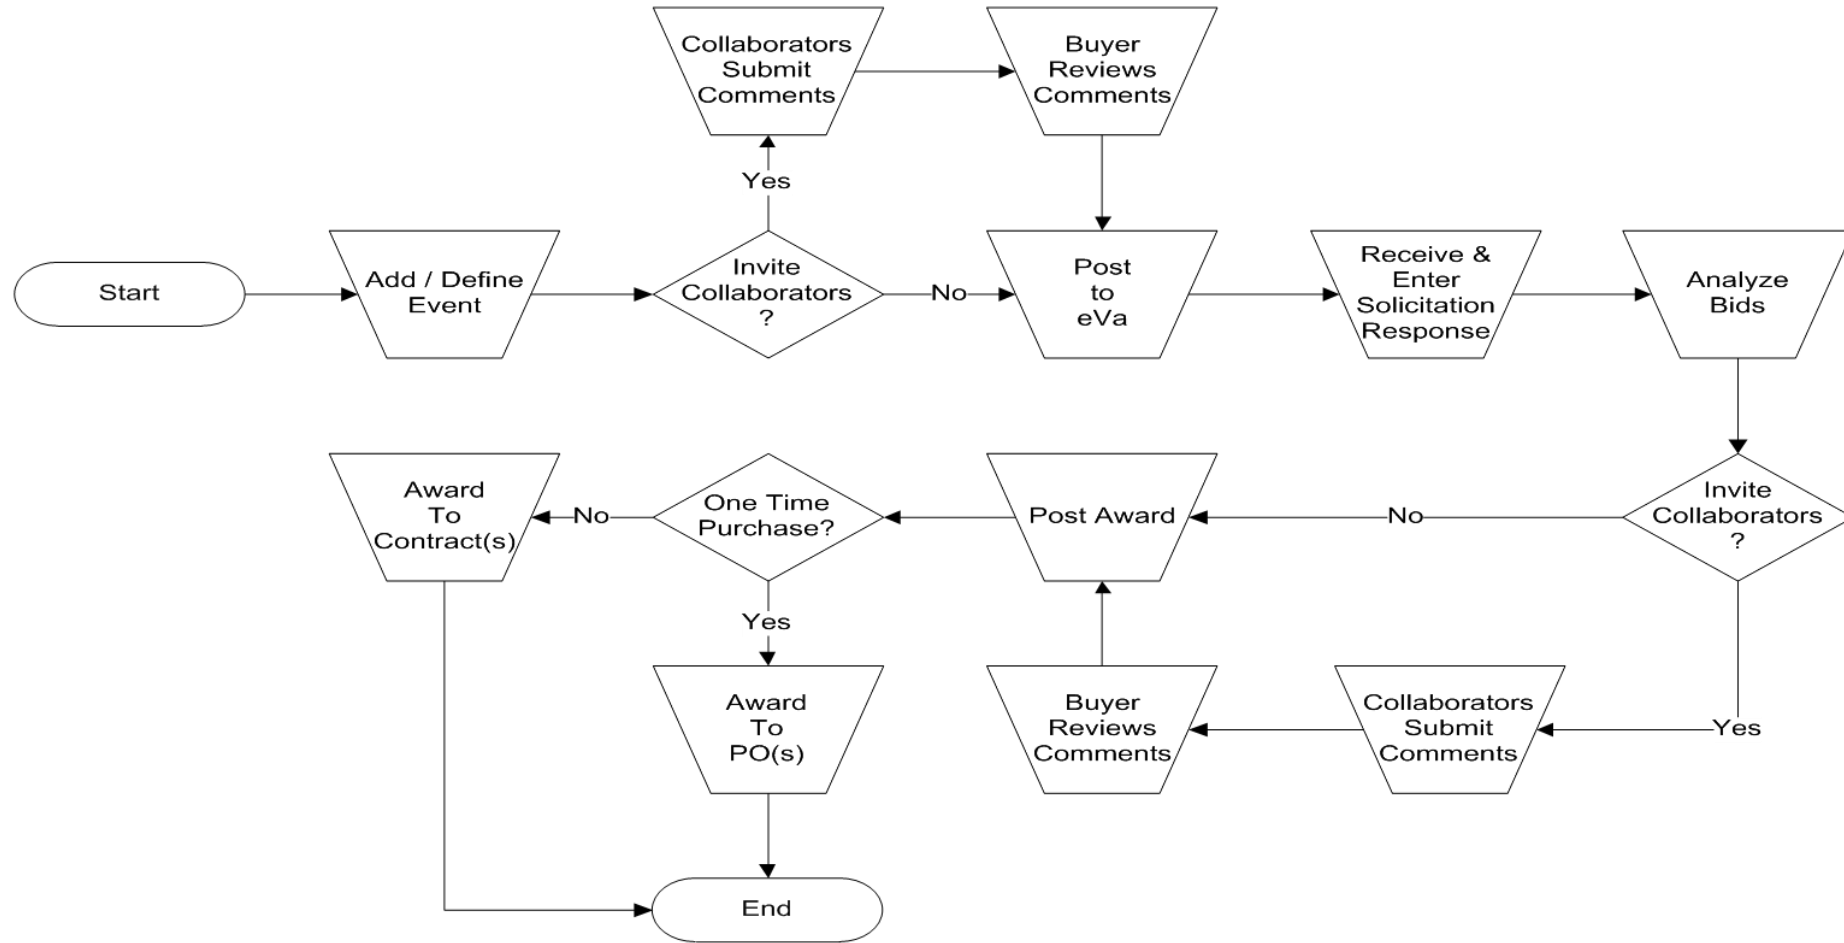 Collaborators
Submit
Comments
Buyer
Reviews
Comments
Yes
Start
Add / Define
Event
Invite
Collaborators
?
No
Post
to
eVa
Receive &
Enter
Solicitation
Response
Analyze
Bids
Award
To
Contract(s)
No
One Time
Purchase?
Post Award
No
Invite
Collaborators
?
Yes
Award
To
PO(s)
Buyer
Reviews
Comments
Collaborators
Submit
Comments
Yes
End